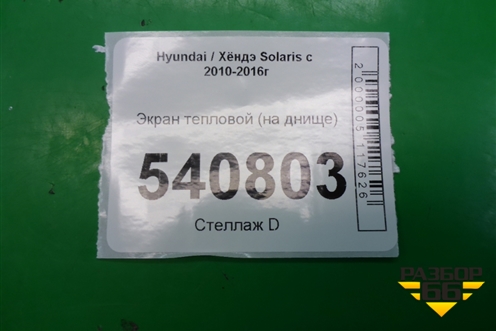 Hyundai / Хёндэ Solaris с
2010-2016г
Экран тепловой (на днище)
540803
Стеллаж D
2000005117626
РАЗБОР
66